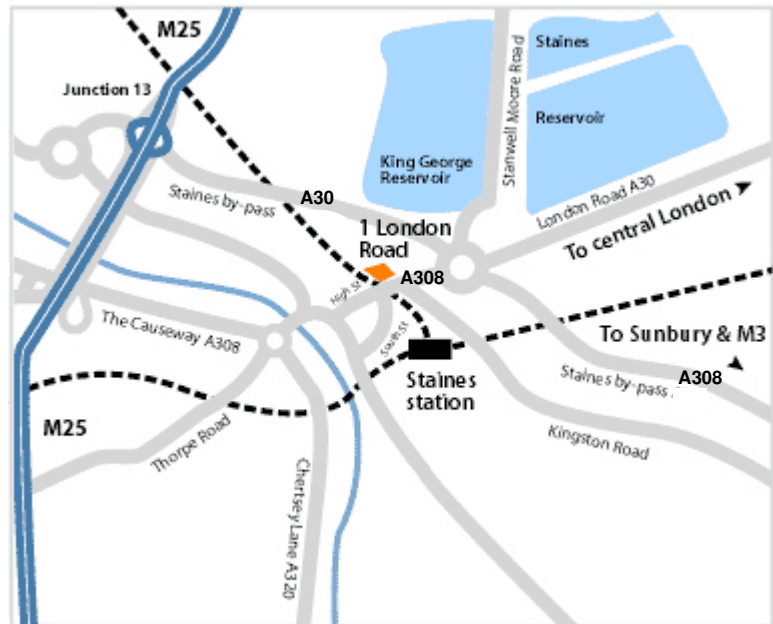 M25
Junction 13
Staines by-pass
A30
King George
Reservoir
Stanwell Moore Road
Staines
Reservoir
London Road A30
To central London
1 London
Road
High St
A308
The Causeway A308
South St
Staines
station
To Sunbury & M3
Staines by-pass
A308
Kingston Road
M25
Thorpe Road
Chertsey Lane A320